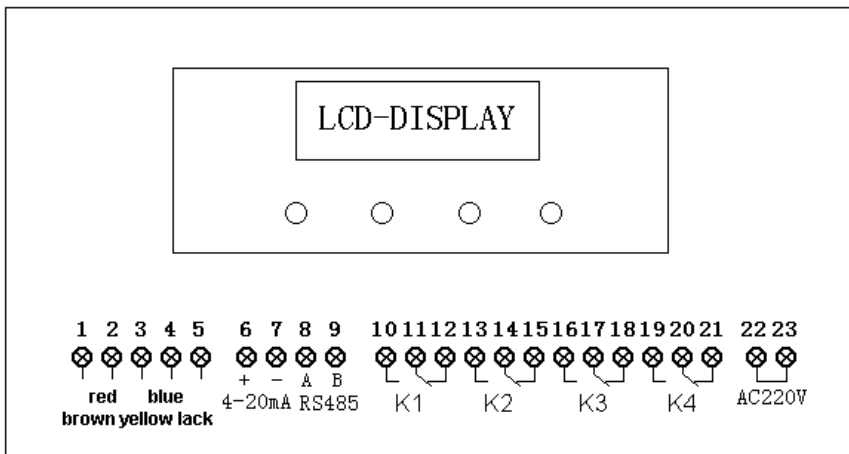 LCD-DISPLAY
1 2 3 4 5 6 7 8 9 10 11 12 13 14 15 16 17 18 19 20 21 22 23
+ - A B
red blue
4-20mA RS485 K1 K2 K3 K4 AC220V
brown yellow lack